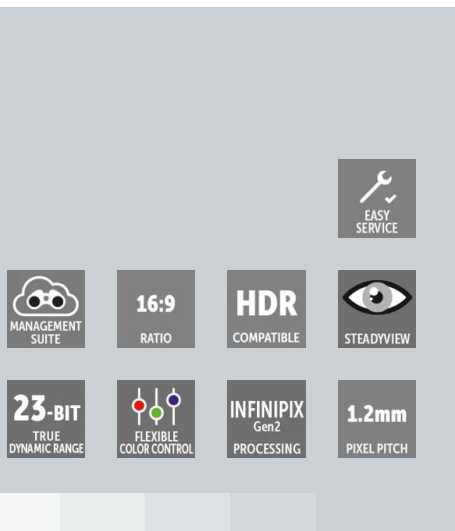 EASY
SERVICE
MANAGEMENT
SUITE
16:9
RATIO
HDR
COMPATIBLE
STEADYVIEW
23-BIT
TRUE
DYNAMIC RANGE
FLEXIBLE
COLOR CONTROL
INFINIPIX
Gen2
PROCESSING
1.2mm
PIXEL PITCH